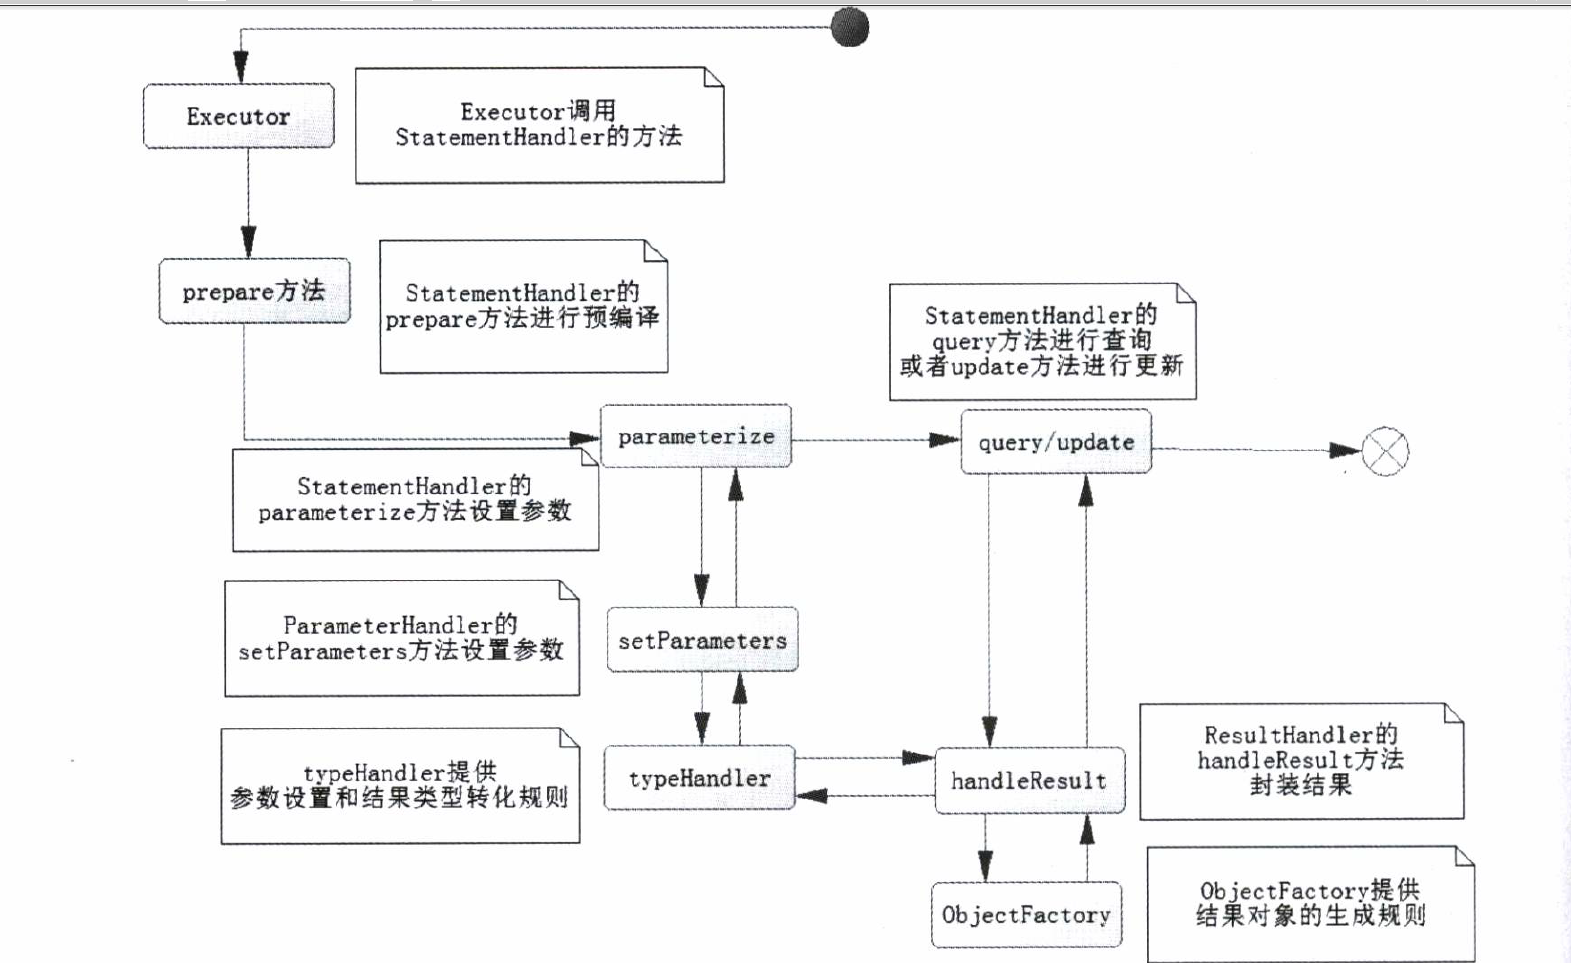 Executor
Executor调用
StatementHandler的方法
prepare方法
StatementHandler的
prepare方法进行预编译
StatementHandler的
query方法进行查询
或者update方法进行更新
parameterize
query/update
StatementHandler的
parameterize方法设置参数
ParameterHandler的
setParameters方法设置参数
setParameters
typeHandler提供
参数设置和结果类型转化规则
typeHandler
handleResult
ResultHandler的
handleResult方法
封装结果
ObjectFactory
ObjectFactory提供
结果对象的生成规则